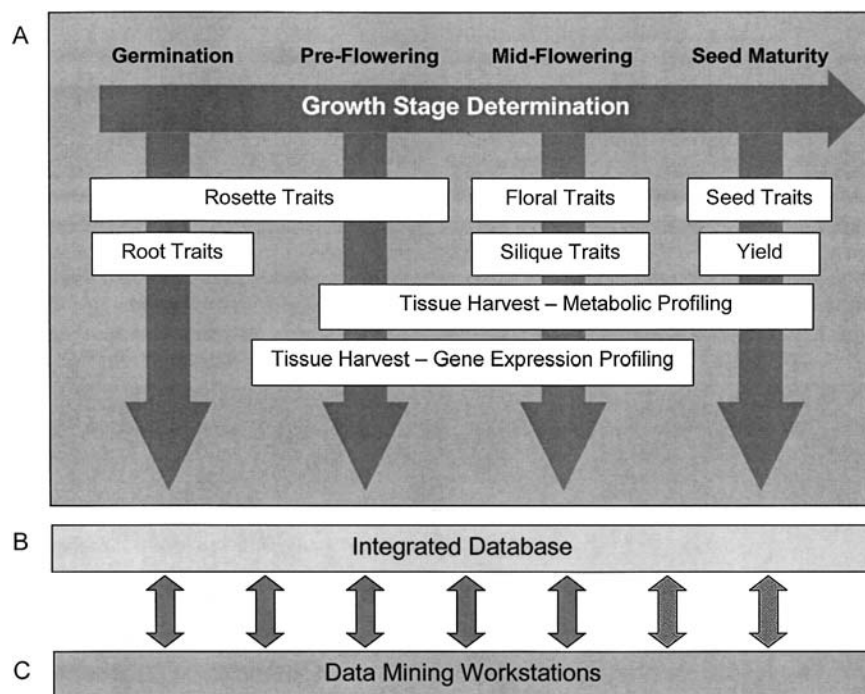 A
Germination Pre-Flowering Mid-Flowering Seed Maturity
Growth Stage Determination
Rosette Traits Floral Traits Seed Traits
Root Traits Silique Traits Yield
Tissue Harvest – Metabolic Profiling
Tissue Harvest – Gene Expression Profiling
B Integrated Database
C Data Mining Workstations